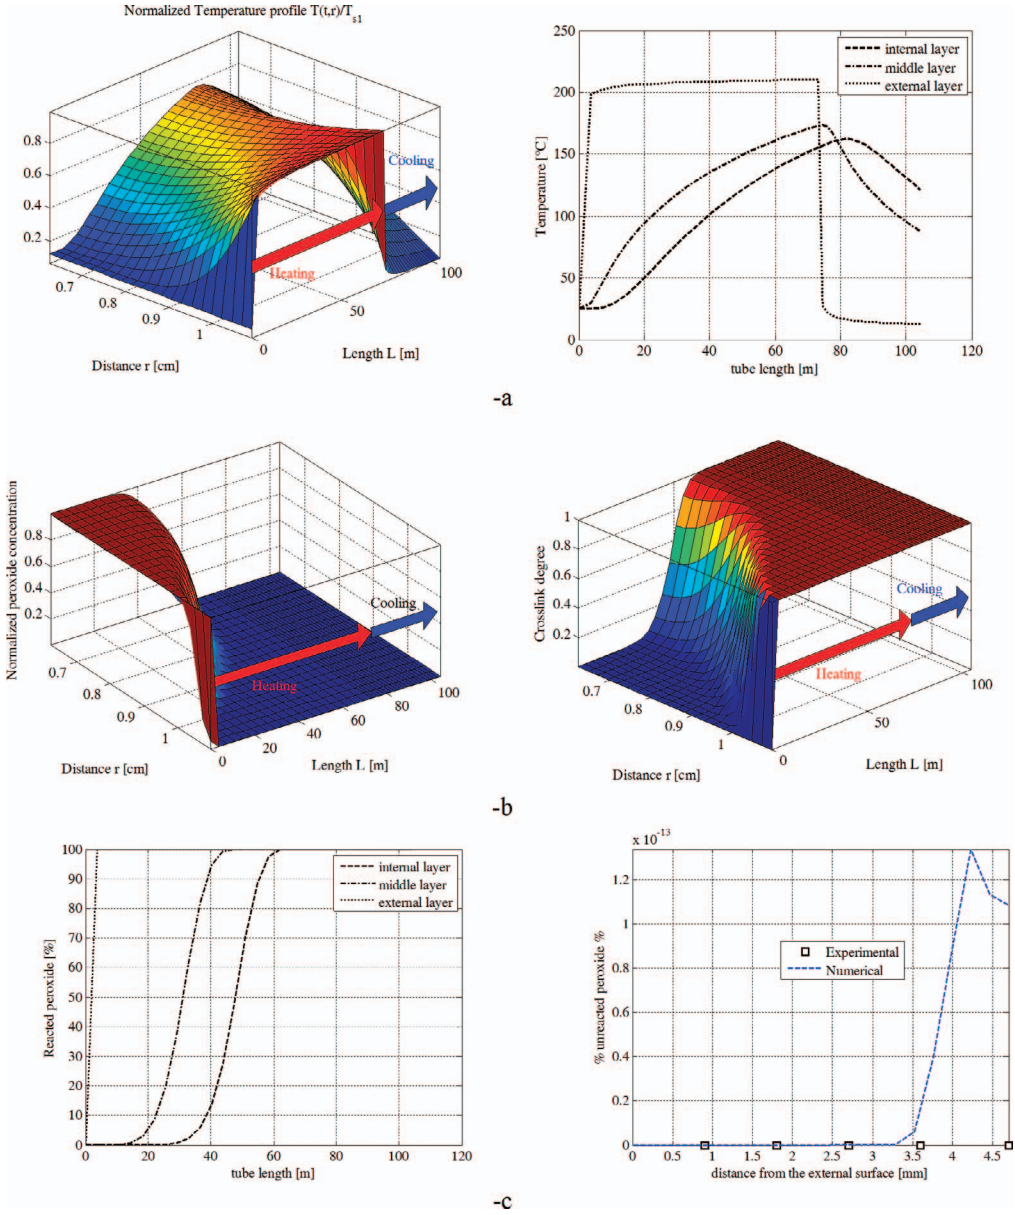 Normalized Temperature profile T(t,r)/Ts1
0.8
0.6
0.4
0.2
Cooling
Heating
0.7
0.8
0.9
1
0
50
100
Distance r [cm]
Length L [m]
250
200
150
100
50
0
Temperature [°C]
internal layer
middle layer
external layer
0 20 40 60 80 100 120
tube length [m]
-a
Normalized peroxide concentration
0.8
0.6
0.4
0.2
Cooling
Heating
0.7
0.8
0.9
1
0
20
40
60
80
100
Distance r [cm]
Length L [m]
Crosslink degree
1
0.8
0.6
0.4
0.2
Cooling
Heating
0.7
0.8
0.9
1
0
50
100
Distance r [cm]
Length L [m]
-b
Reacted peroxide [%]
100
90
80
70
60
50
40
30
20
10
0
internal layer
middle layer
external layer
0 20 40 60 80 100 120
tube length [m]
x 10-13
% unreacted peroxide %
1.2
1
0.8
0.6
0.4
0.2
0
Experimental
Numerical
0 0.5 1 1.5 2 2.5 3 3.5 4 4.5
distance from the external surface [mm]
-c